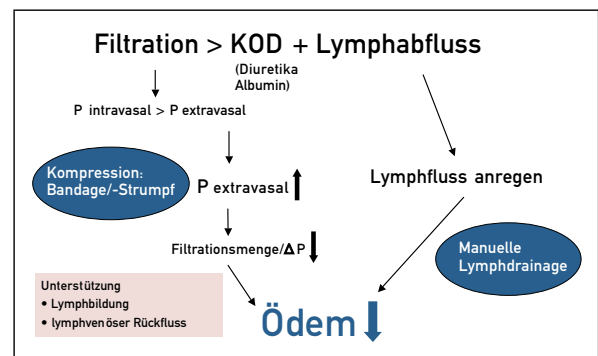 Filtration > KOD + Lymphabfluss
(Diuretika
Albumin)
P intravasal > P extravasal
Kompression:
Bandage/-Strumpf
P extravasal
Lymphfluss anregen
Filtrationsmenge/Δ P
Manuelle
Lymphdrainage
Unterstützung
• Lymphbildung
• lymphvenöser Rückfluss
Ödem